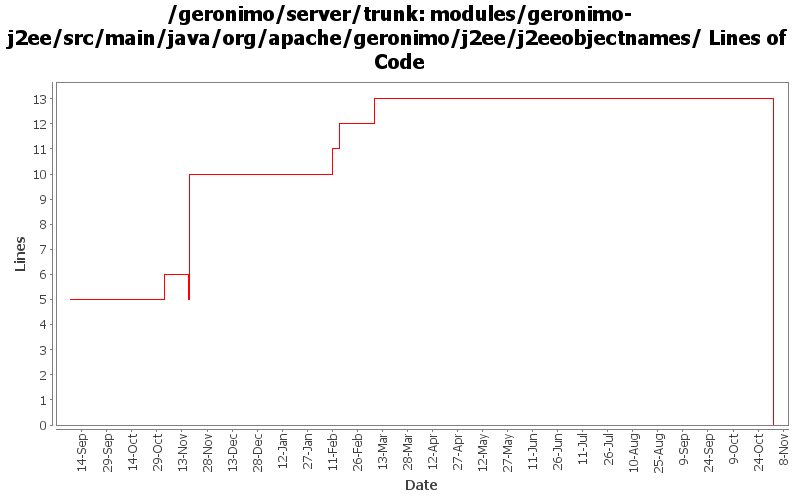 /geronimo/server/trunk: modules/geronimo-
j2ee/src/main/java/org/apache/geronimo/j2ee/j2eeobjectnames/ Lines of
Code
Lines
13
12
11
10
9
8
7
6
5
4
3
2
1
0
14-Sep
29-Sep
14-Oct
29-Oct
13-Nov
28-Nov
13-Dec
28-Dec
12-Jan
27-Jan
11-Feb
26-Feb
13-Mar
28-Mar
12-Apr
27-Apr
12-May
27-May
11-Jun
26-Jun
11-Jul
26-Jul
10-Aug
25-Aug
9-Sep
24-Sep
9-Oct
24-Oct
8-Nov
Date